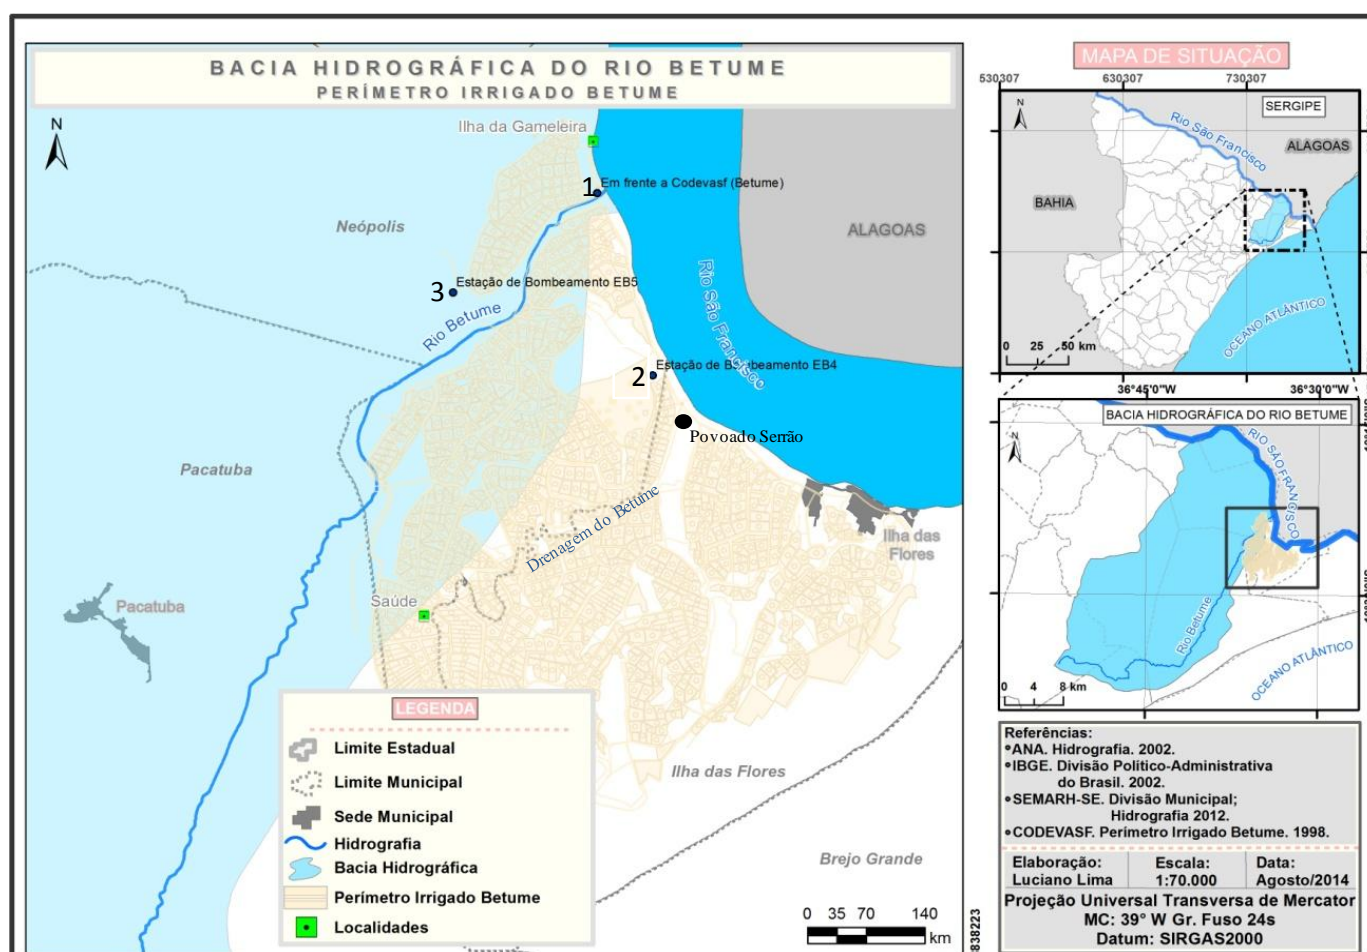 BACIA HIDROGRÁFICA DO RIO BETUME
PERÍMETRO IRRIGADO BETUME
N
Ilha da Gameleira
1 Em frente a Codevasf (Betume)
Neópolis
ALAGOAS
3 Estação de Bombeamento EB5
Rio Betume
Rio São Francisco
2 Estação de Bombeamento EB4
Povoado Serrão
Pacatuba
Drenagem do Betume
Ilha das
Flores
Saúde
Pacatuba
Ilha das Flores
Brejo Grande
LEGENDA
Limite Estadual
Limite Municipal
Sede Municipal
Hidrografia
Bacia Hidrográfica
Perímetro Irrigado Betume
Localidades
0 35 70 140
km
838223
MAPA DE SITUAÇÃO
530307 630307 730307
SERGIPE
N
Rio São Francisco
ALAGOAS
BAHIA
OCEANO ATLÂNTICO
0 25 50 km
36°45'0"W 36°30'0"W
BACIA HIDROGRÁFICA DO RIO BETUME
N
RIO SÃO FRANCISCO
Rio Betume
OCEANO ATLÂNTICO
0 4 8 km
Referências:
•ANA. Hidrografia. 2002.
•IBGE. Divisão Politico-Administrativa
do Brasil. 2002.
•SEMARH-SE. Divisão Municipal;
Hidrografia 2012.
•CODEVASF. Perímetro Irrigado Betume. 1998.
Elaboração: Escala: Data:
Luciano Lima 1:70.000 Agosto/2014
Projeção Universal Transversa de Mercator
MC: 39° W Gr. Fuso 24s
Datum: SIRGAS2000